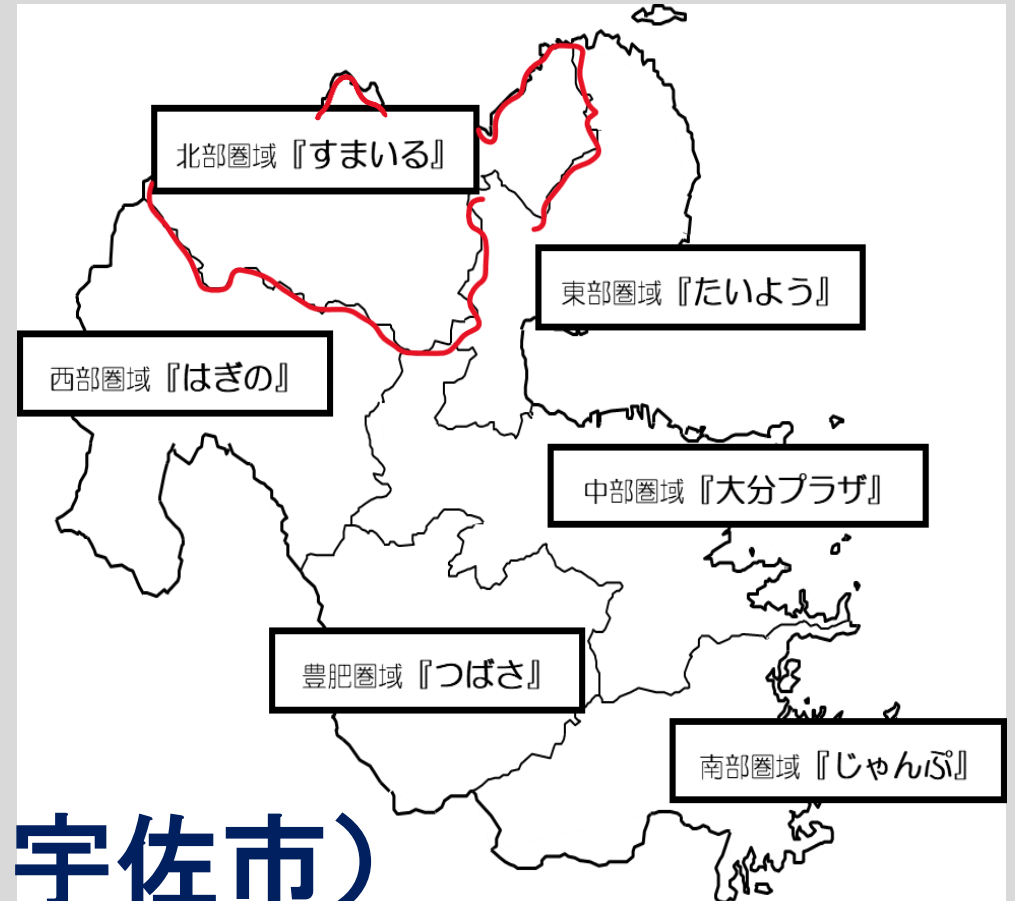 北部圏域『すまいる』
東部圏域『たいよう』
西部圏域『はぎの』
中部圏域『大分プラザ』
豊肥圏域『つばさ』
南部圏域『じゃんぷ』
宇佐市）